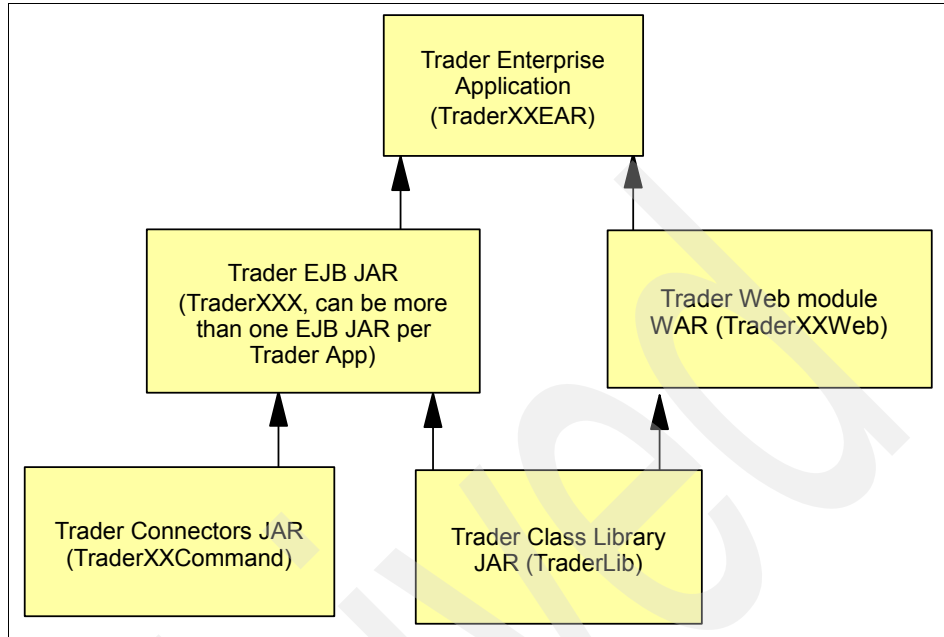 Trader Enterprise
Application
(TraderXXEAR)
Trader EJB JAR
(TraderXXX, can be more
than one EJB JAR per
Trader App)
Trader Web module
WAR (TraderXXWeb)
Trader Connectors JAR
(TraderXXCommand)
Trader Class Library
JAR (TraderLib)